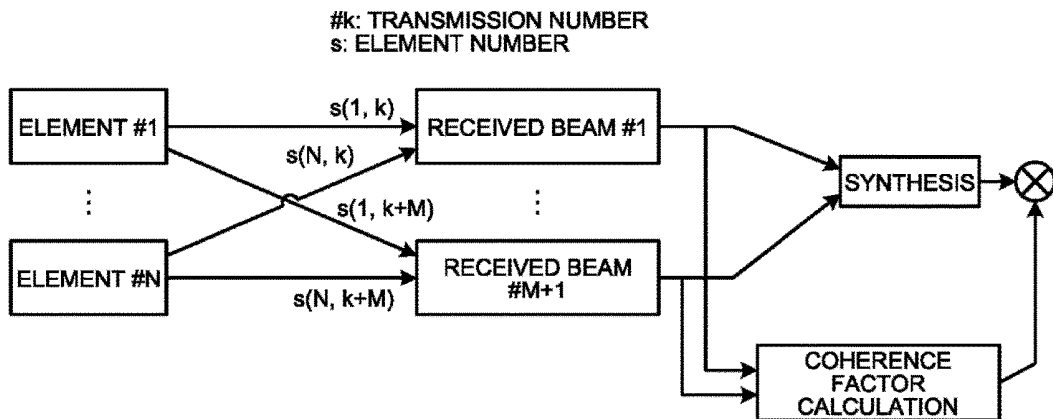 #k: TRANSMISSION NUMBER
s: ELEMENT NUMBER
ELEMENT #1
s(1, k)
RECEIVED BEAM #1
s(N, k)
SYNTHESIS
s(1, k+M)
ELEMENT #N
s(N, k+M)
RECEIVED BEAM
#M+1
COHERENCE
FACTOR
CALCULATION